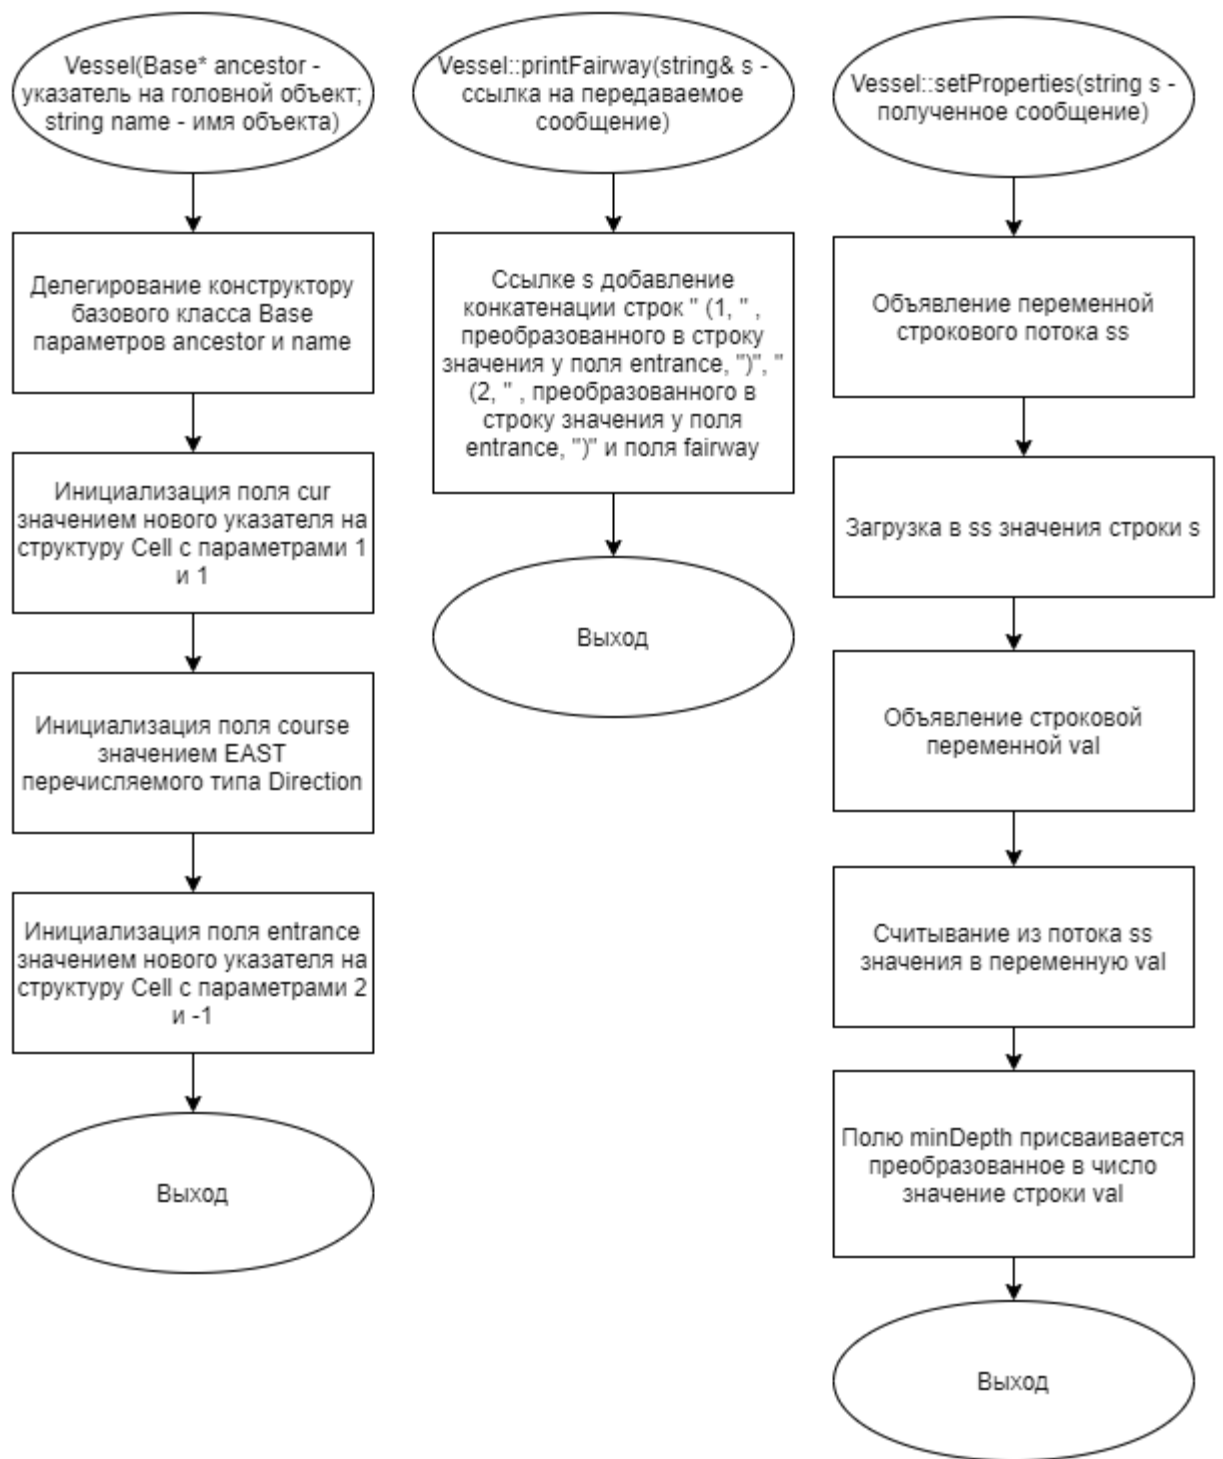 Vessel(Base* ancestor -
указатель на головной объект;
string name - имя объекта)
Делегирование конструктору
базового класса Base
параметров ancestor и name
Инициализация поля cur
значением нового указателя на
структуру Cell с параметрами 1
и 1
Инициализация поля course
значением EAST
перечисляемого типа Direction
Инициализация поля entrance
значением нового указателя на
структуру Cell с параметрами 2
и -1
Выход
Vessel::printFairway(string& s -
ссылка на передаваемое
сообщение)
Ссылке s добавление
конкатенации строк " (1, " ,
преобразованного в строку
значения y поля entrance, ")", "
(2, " , преобразованного в
строку значения y поля
entrance, ")" и поля fairway
Выход
Vessel::setProperties(string s -
полученное сообщение)
Объявление переменной
строкового потока ss
Загрузка в ss значения строки s
Объявление строковой
переменной val
Считывание из потока ss
значения в переменную val
Полю minDepth присваивается
преобразованное в число
значение строки val
Выход